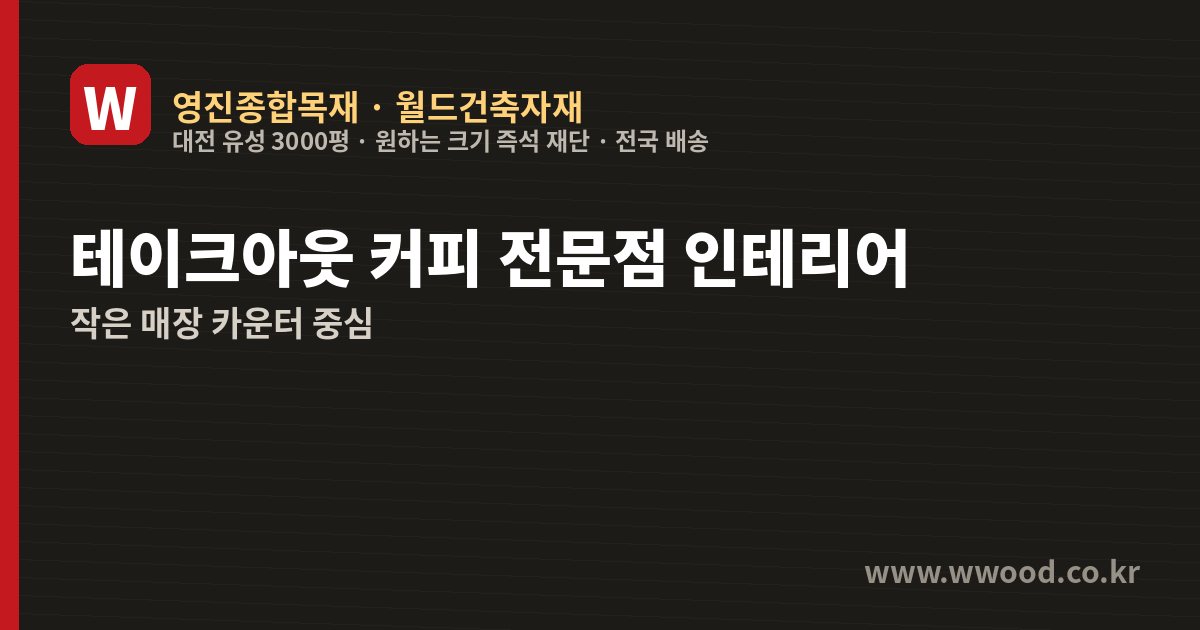 W
영진종합목재 · 월드건축자재
대전 유성 3000평 · 원하는 크기 즉석 재단 · 전국 배송
테이크아웃 커피 전문점 인테리어
작은 매장 카운터 중심
www.wwood.co.kr